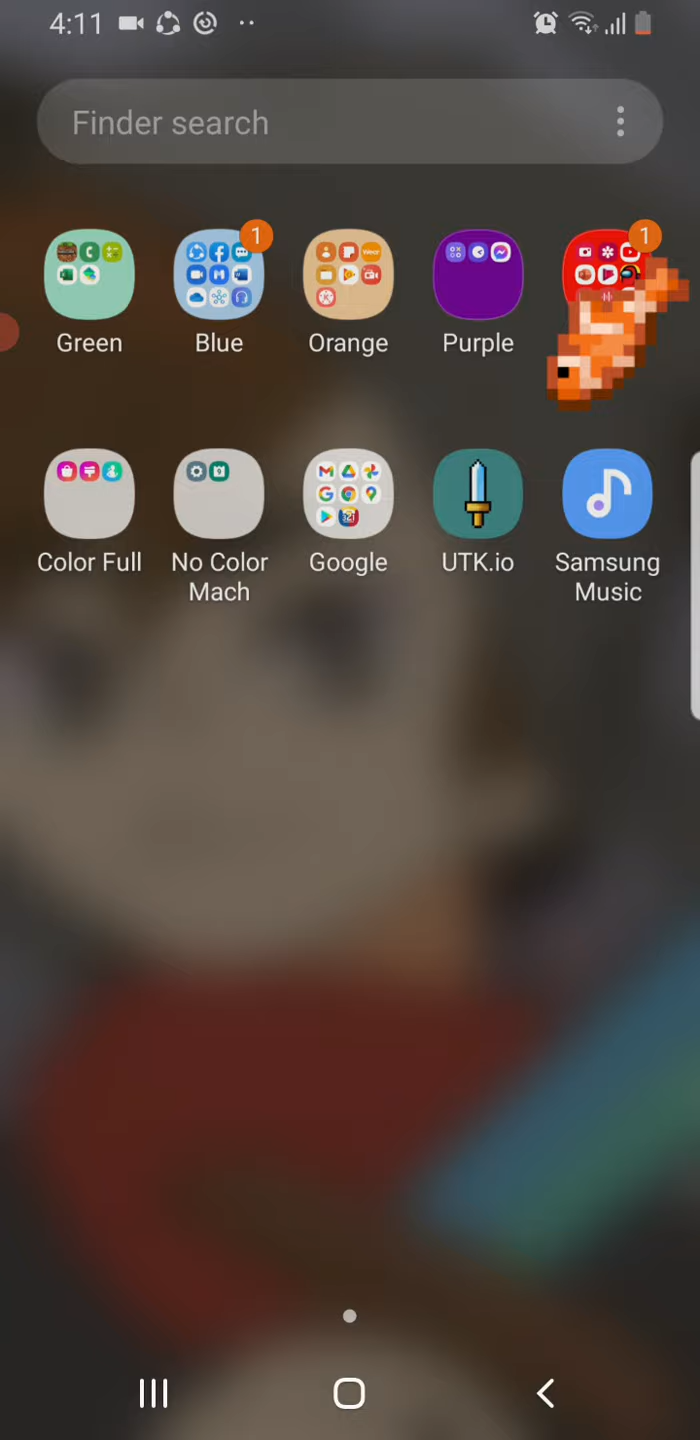 4:11
Finder search
1
1
Green
Blue
Orange
Purple
Color Full
No Color
Mach
Google
UTK.io
Samsung
Music